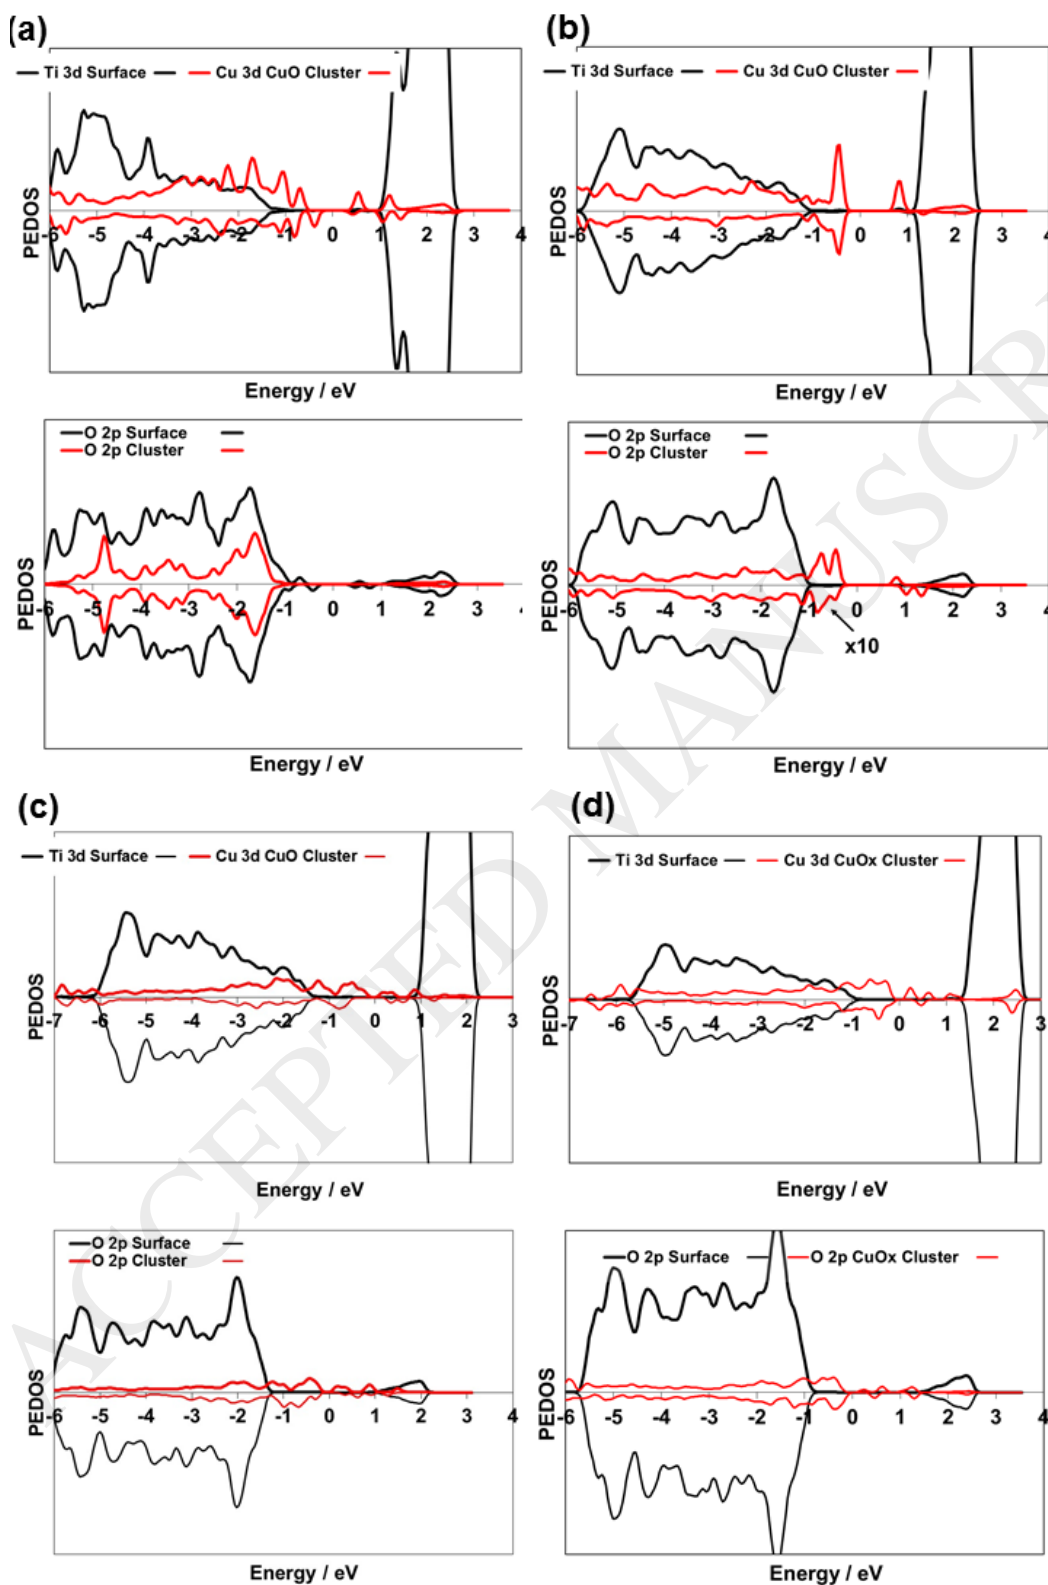 (a)
(b)
Ti 3d Surface
Cu 3d CuO Cluster
Ti 3d Surface
Cu 3d CuO Cluster
PEDOS
-6 -5 -4 -3 -2 -1 0 1 2 3 4
Energy / eV
PEDOS
-6 -5 -4 -3 -2 -1 0 1 2 3 4
Energy / eV
O 2p Surface
O 2p Cluster
O 2p Surface
O 2p Cluster
PEDOS
-6 -5 -4 -3 -2 -1 0 1 2 3
Energy / eV
PEDOS
-6 -5 -4 -3 -2 -1 0 1 2 3 4
x10
Energy / eV
(c)
(d)
Ti 3d Surface
Cu 3d CuO Cluster
Ti 3d Surface
Cu 3d CuOx Cluster
PEDOS
-7 -6 -5 -4 -3 -2 -1 0 1 2 3
Energy / eV
PEDOS
-7 -6 -5 -4 -3 -2 -1 0 1 2 3
Energy / eV
O 2p Surface
O 2p Cluster
O 2p Surface
O 2p CuOx Cluster
PEDOS
-6 -5 -4 -3 -2 -1 0 1 2 3 4
Energy / eV
PEDOS
-6 -5 -4 -3 -2 -1 0 1 2 3 4
Energy / eV
ACCEPTED MANUSCR